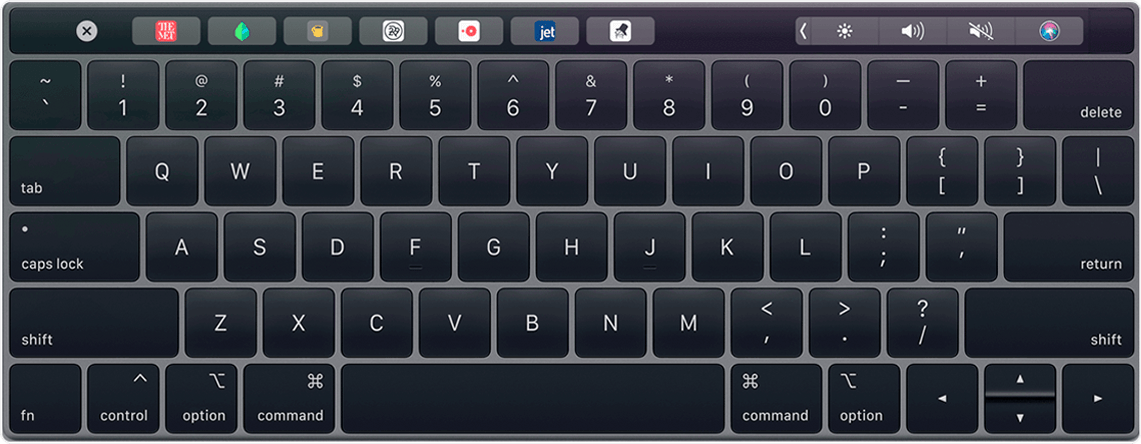 THE MET jet
~ ! @ # $ % ^ & * ( ) — +
` 1 2 3 4 5 6 7 8 9 0 - = delete
tab Q W E R T Y U I O P { [ } ] | \
caps lock A S D F G H J K L : ; " ' return
shift Z X C V B N M < , > . ? / shift
fn ^ control ⌥ option ⌘ command ⌘ command ⌥ option ◄ ▲ ▼ ►